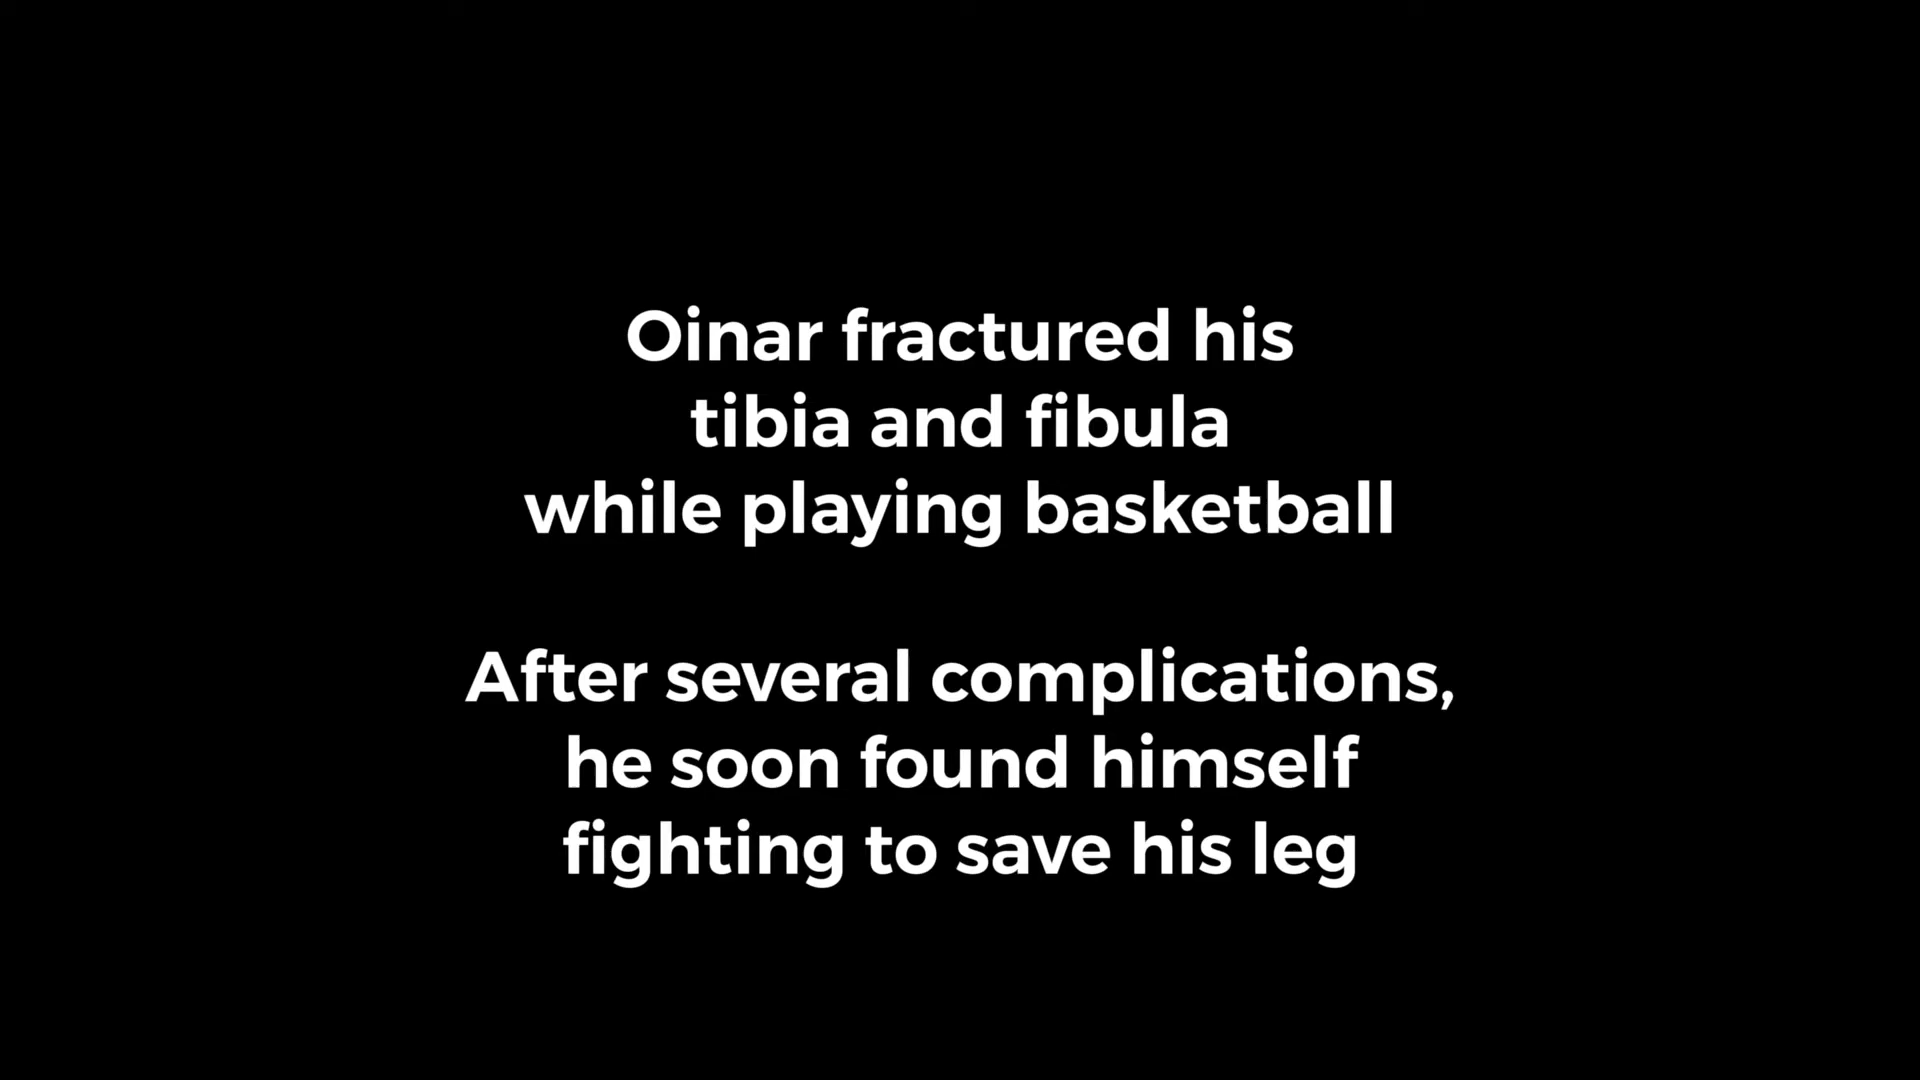 Oinar fractured his
tibia and fibula
while playing basketball
After several complications,
he soon found himself
fighting to save his leg